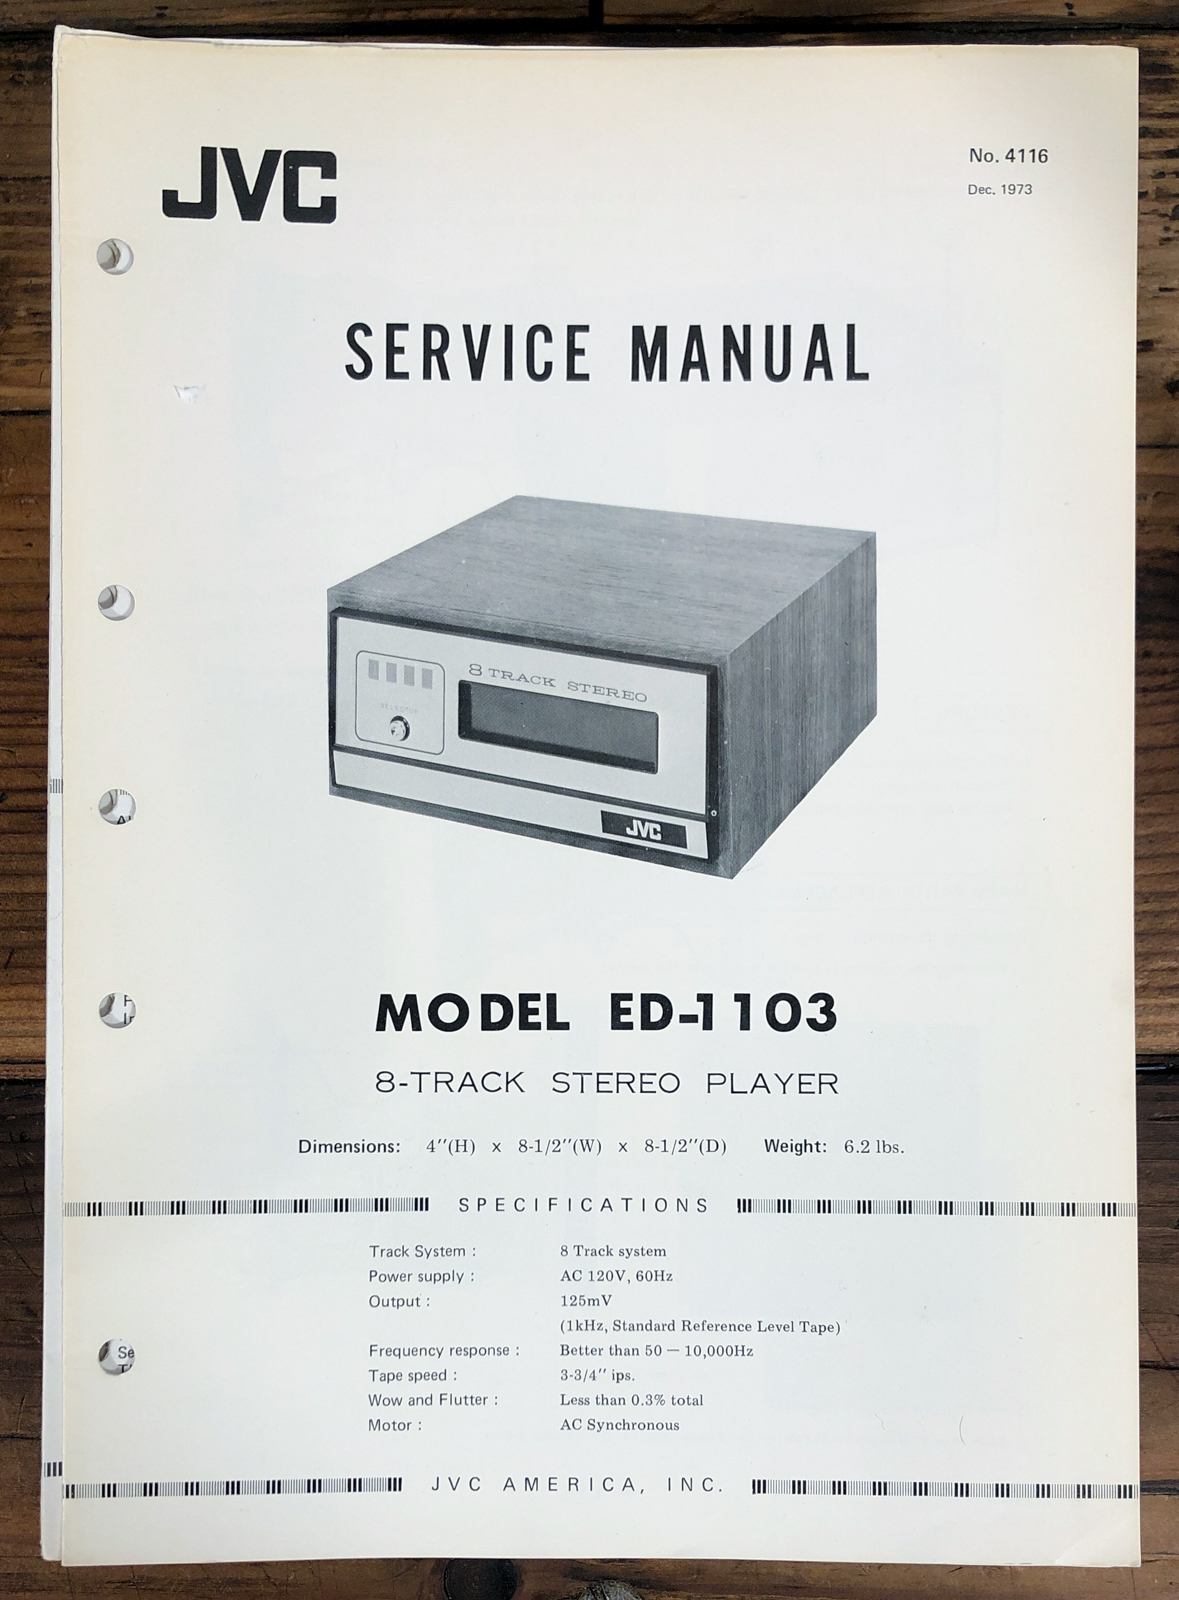 JVC
No. 4116
Dec. 1973
SERVICE MANUAL
8 TRACK STEREO
SELECTOR
JVC
MODEL ED-1103
8-TRACK STEREO PLAYER
Dimensions: 4''(H) x 8-1/2''(W) x 8-1/2''(D) Weight: 6.2 lbs.
SPECIFICATIONS
Track System : 8 Track system
Power supply : AC 120V, 60Hz
Output : 125mV
(1kHz, Standard Reference Level Tape)
Frequency response : Better than 50 — 10,000Hz
Tape speed : 3-3/4'' ips.
Wow and Flutter : Less than 0.3% total
Motor : AC Synchronous
Se
JVC AMERICA, INC.